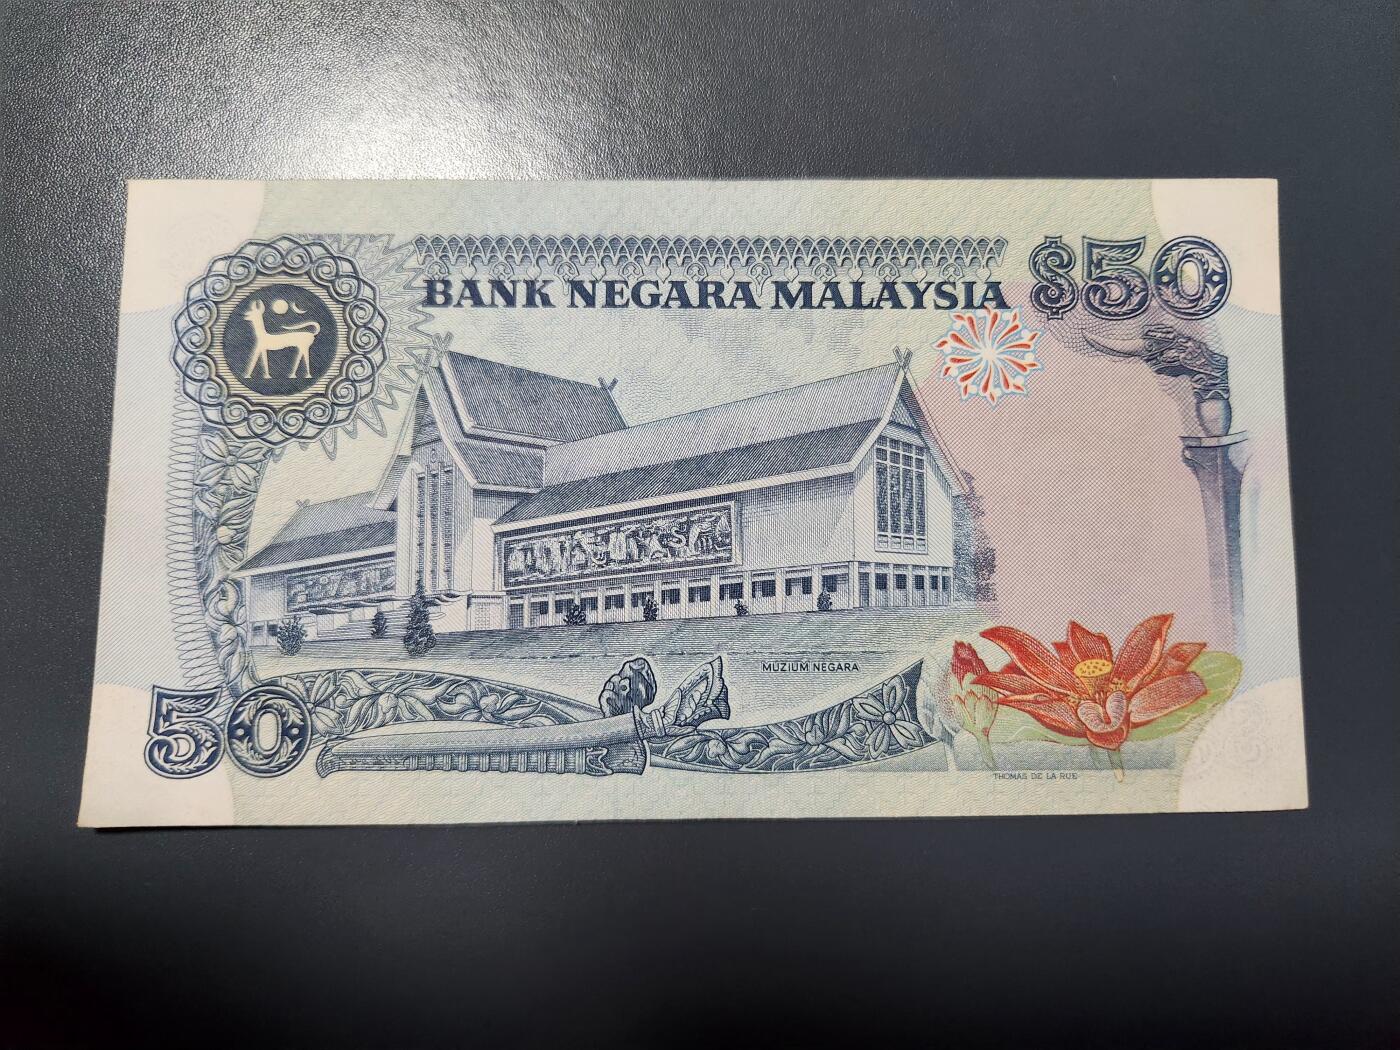 BANK NEGARA MALAYSIA
$50
MUZIUM NEGARA
50
THOMAS DE LA RUE